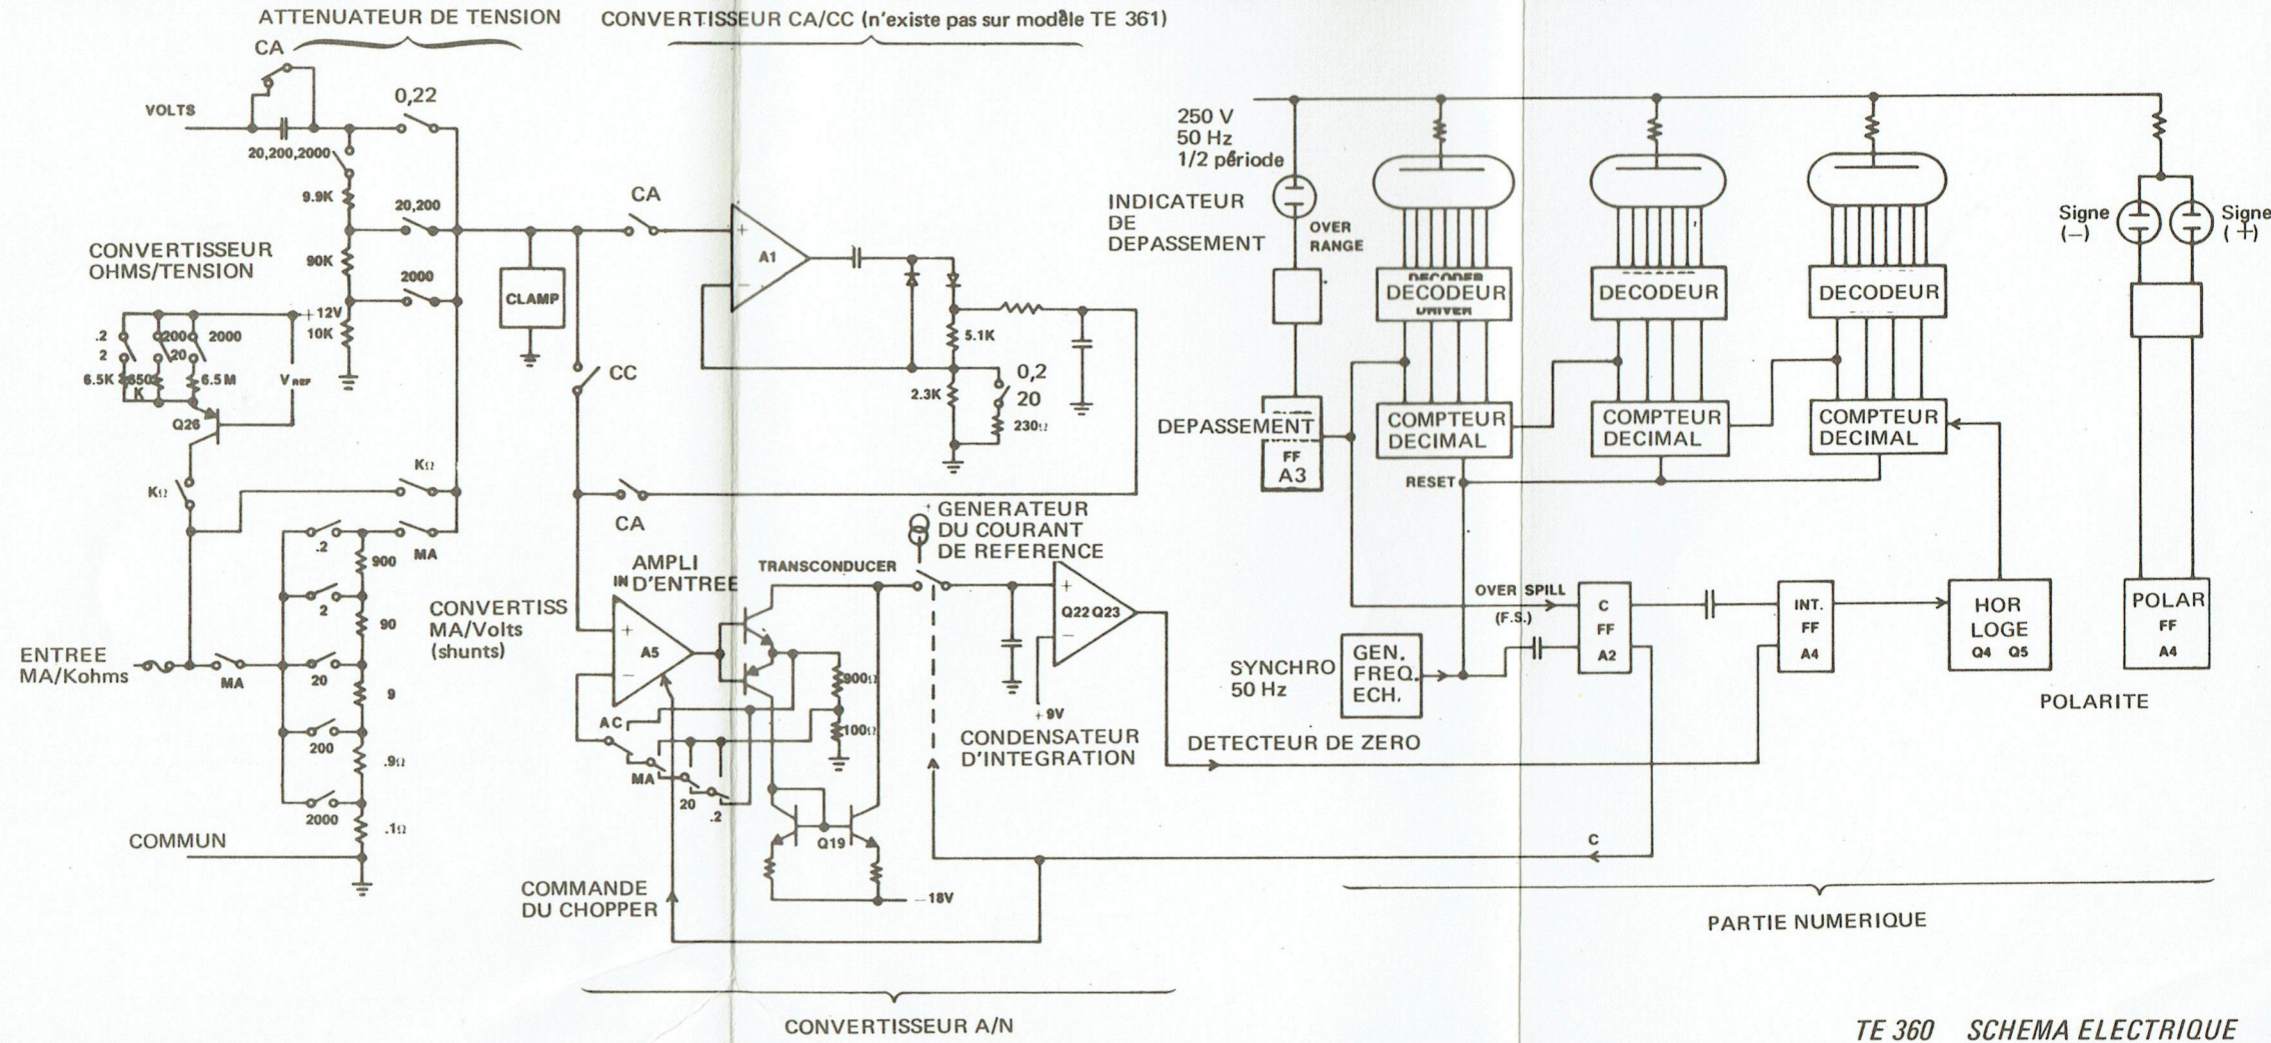 ATTENUATEUR DE TENSION
CONVERTISSEUR CA/CC (n'existe pas sur modèle TE 361)
CA
VOLTS
0,22
20,200,2000
9.9K
20,200
90K
2000
+12V
10K
CONVERTISSEUR
OHMS/TENSION
.2
2
200
20
2000
6.5K
650
K
6.5M
V REF
Q26
KΩ
KΩ
CLAMP
CA
CC
CA
A1
5.1K
2.3K
0,2
20
230Ω
250 V
50 Hz
1/2 période
INDICATEUR
DE
DEPASSEMENT
OVER
RANGE
DECODER
DECODEUR
DRIVER
DECODEUR
DECODEUR
Signe
(—)
Signe
(+)
DEPASSEMENT
FF
A3
COMPTEUR
DECIMAL
COMPTEUR
DECIMAL
COMPTEUR
DECIMAL
RESET
ENTREE
MA/Kohms
MA
.2
2
20
200
2000
900
90
9
.9Ω
.1Ω
MA
COMMUN
CONVERTISS
MA/Volts
(shunts)
AMPLI
D'ENTREE
IN
A5
TRANSCONDUCER
GENERATEUR
DU COURANT
DE REFERENCE
Q22 Q23
+9V
CONDENSATEUR
D'INTEGRATION
900Ω
100Ω
AC
MA
20
.2
Q19
—18V
COMMANDE
DU CHOPPER
DETECTEUR DE ZERO
OVER SPILL
(F.S.)
SYNCHRO
50 Hz
GEN.
FREQ.
ECH.
C
FF
A2
INT.
FF
A4
HOR
LOGE
Q4 Q5
POLAR
FF
A4
POLARITE
C
PARTIE NUMERIQUE
CONVERTISSEUR A/N
TE 360 SCHEMA ELECTRIQUE